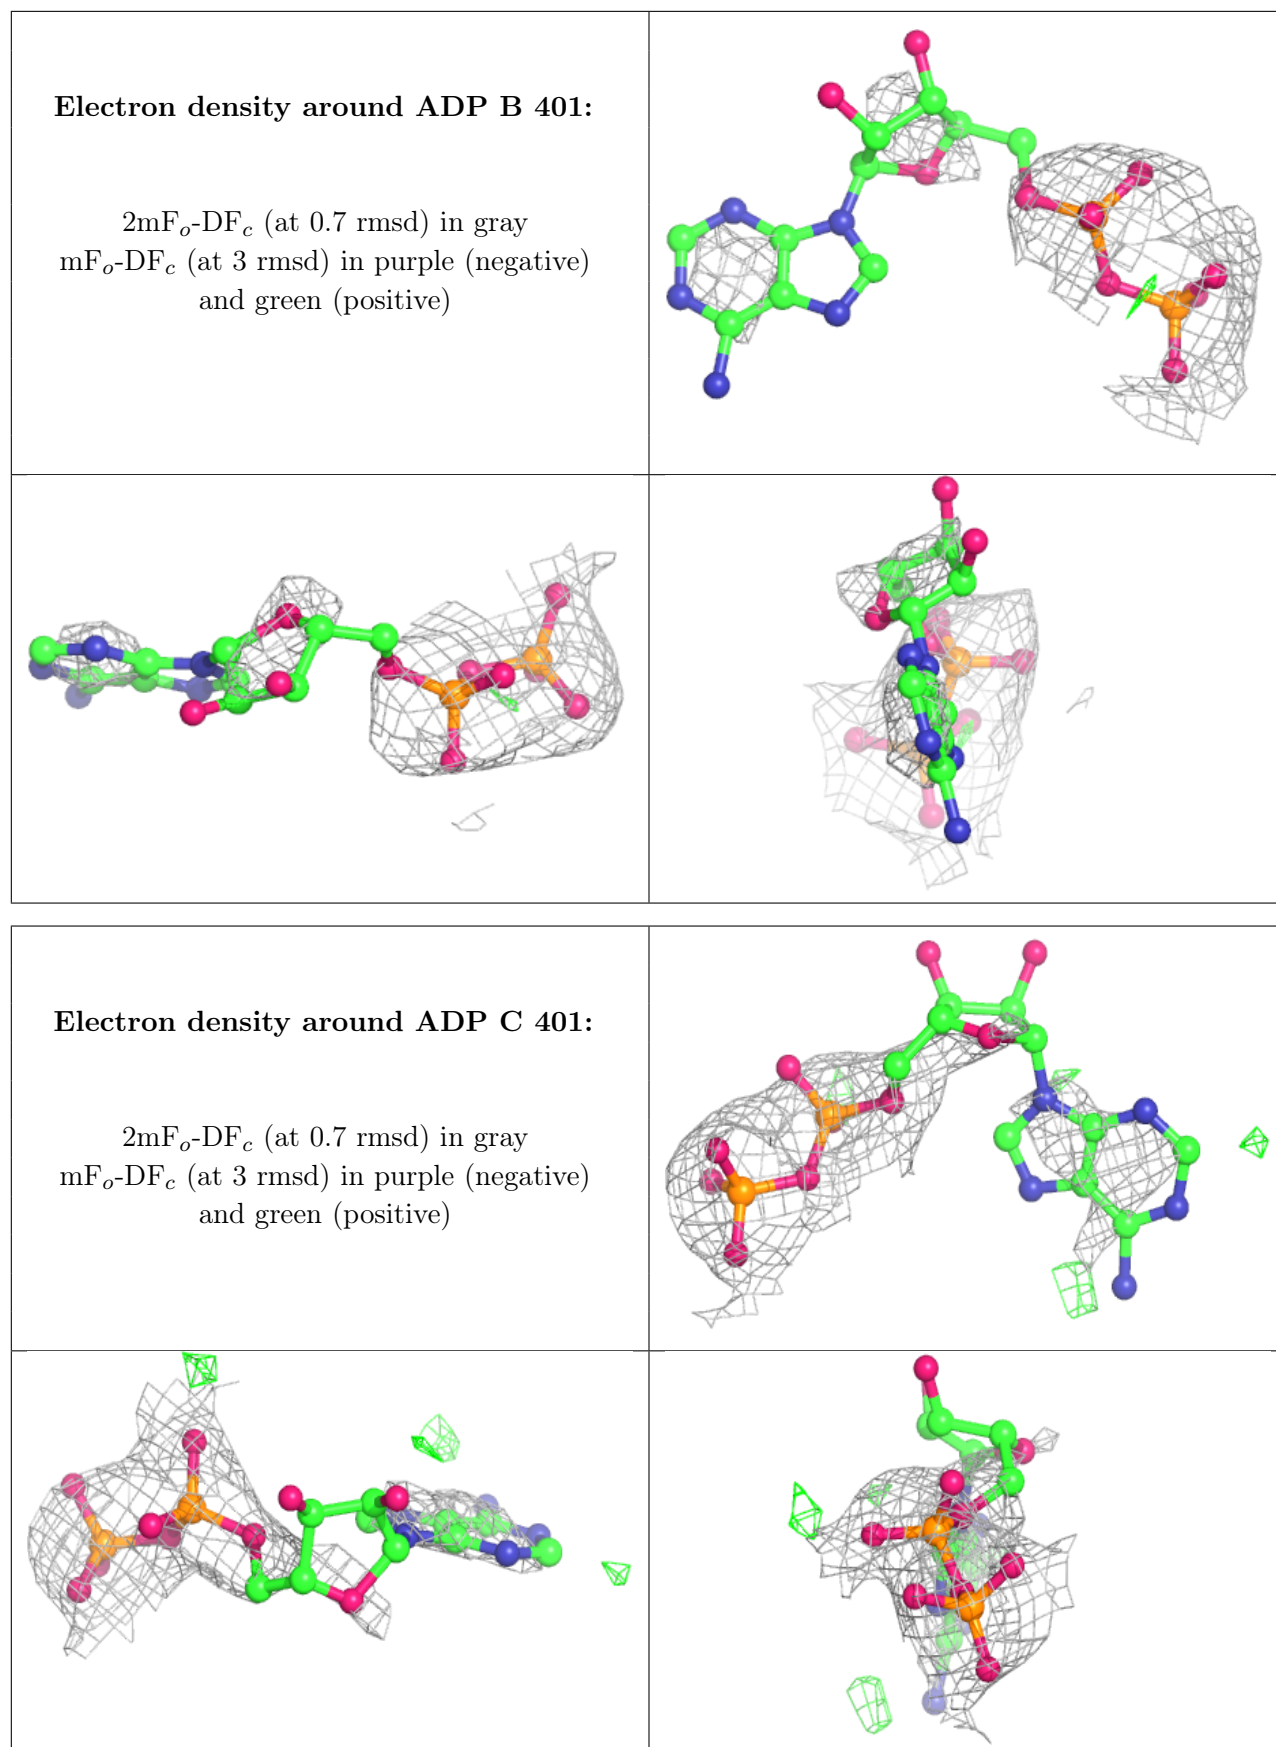 Electron density around ADP B 401:
2mFo-DFc (at 0.7 rmsd) in gray
mFo-DFc (at 3 rmsd) in purple (negative)
and green (positive)
Electron density around ADP C 401:
2mFo-DFc (at 0.7 rmsd) in gray
mFo-DFc (at 3 rmsd) in purple (negative)
and green (positive)